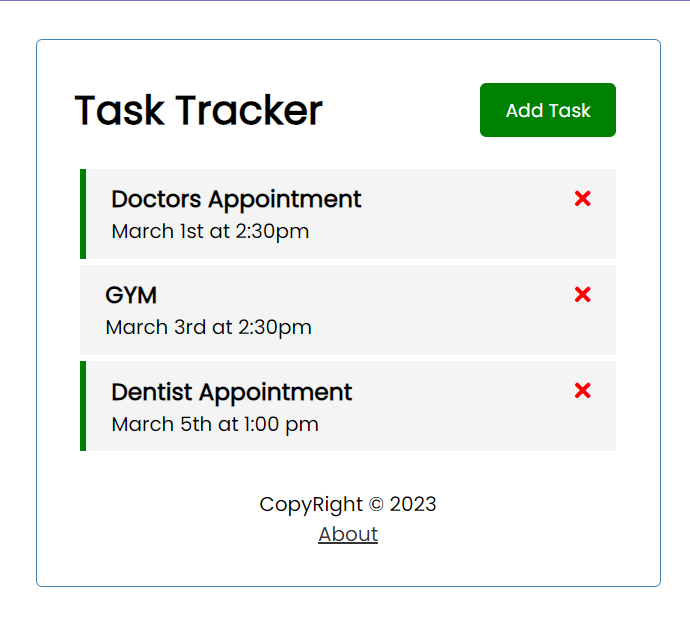 Task Tracker
Add Task
Doctors Appointment
March 1st at 2:30pm
GYM
March 3rd at 2:30pm
Dentist Appointment
March 5th at 1:00 pm
CopyRight © 2023
About